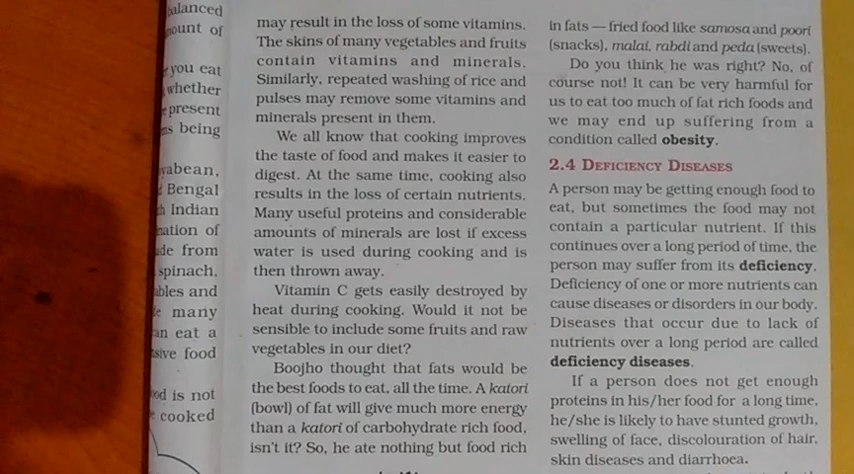 balanced
mount of
you eat
whether
present
being
Bengal
Indian
from
spinach,
and
many
eat a
food
is not
cooked
may result in the loss of some vitamins.
The skins of many vegetables and fruits
contain vitamins and minerals.
Similarly, repeated washing of rice and
pulses may remove some vitamins and
minerals present in them.
We all know that cooking improves
the taste of food and makes it easier to
digest. At the same time, cooking also
results in the loss of certain nutrients.
Many useful proteins and considerable
amounts of minerals are lost if excess
water is used during cooking and is
then thrown away.
Vitamin C gets easily destroyed by
heat during cooking. Would it not be
sensible to include some fruits and raw
vegetables in our diet?
Boojho thought that fats would be
the best foods to eat, all the time. A katori
(bowl) of fat will give much more energy
than a katori of carbohydrate rich food,
isn't it? So, he ate nothing but food rich
in fats — fried food like samosa and poori
(snacks), malai, rabdi and peda (sweets).
Do you think he was right? No, of
course not! It can be very harmful for
us to eat too much of fat rich foods and
we may end up suffering from a
condition called obesity.
2.4 DEFICIENCY DISEASES
A person may be getting enough food to
eat, but sometimes the food may not
contain a particular nutrient. If this
continues over a long period of time, the
person may suffer from its deficiency.
Deficiency of one or more nutrients can
cause diseases or disorders in our body.
Diseases that occur due to lack of
nutrients over a long period are called
deficiency diseases.
If a person does not get enough
proteins in his/her food for a long time,
he/she is likely to have stunted growth,
swelling of face, discolouration of hair,
skin diseases and diarrhoea.